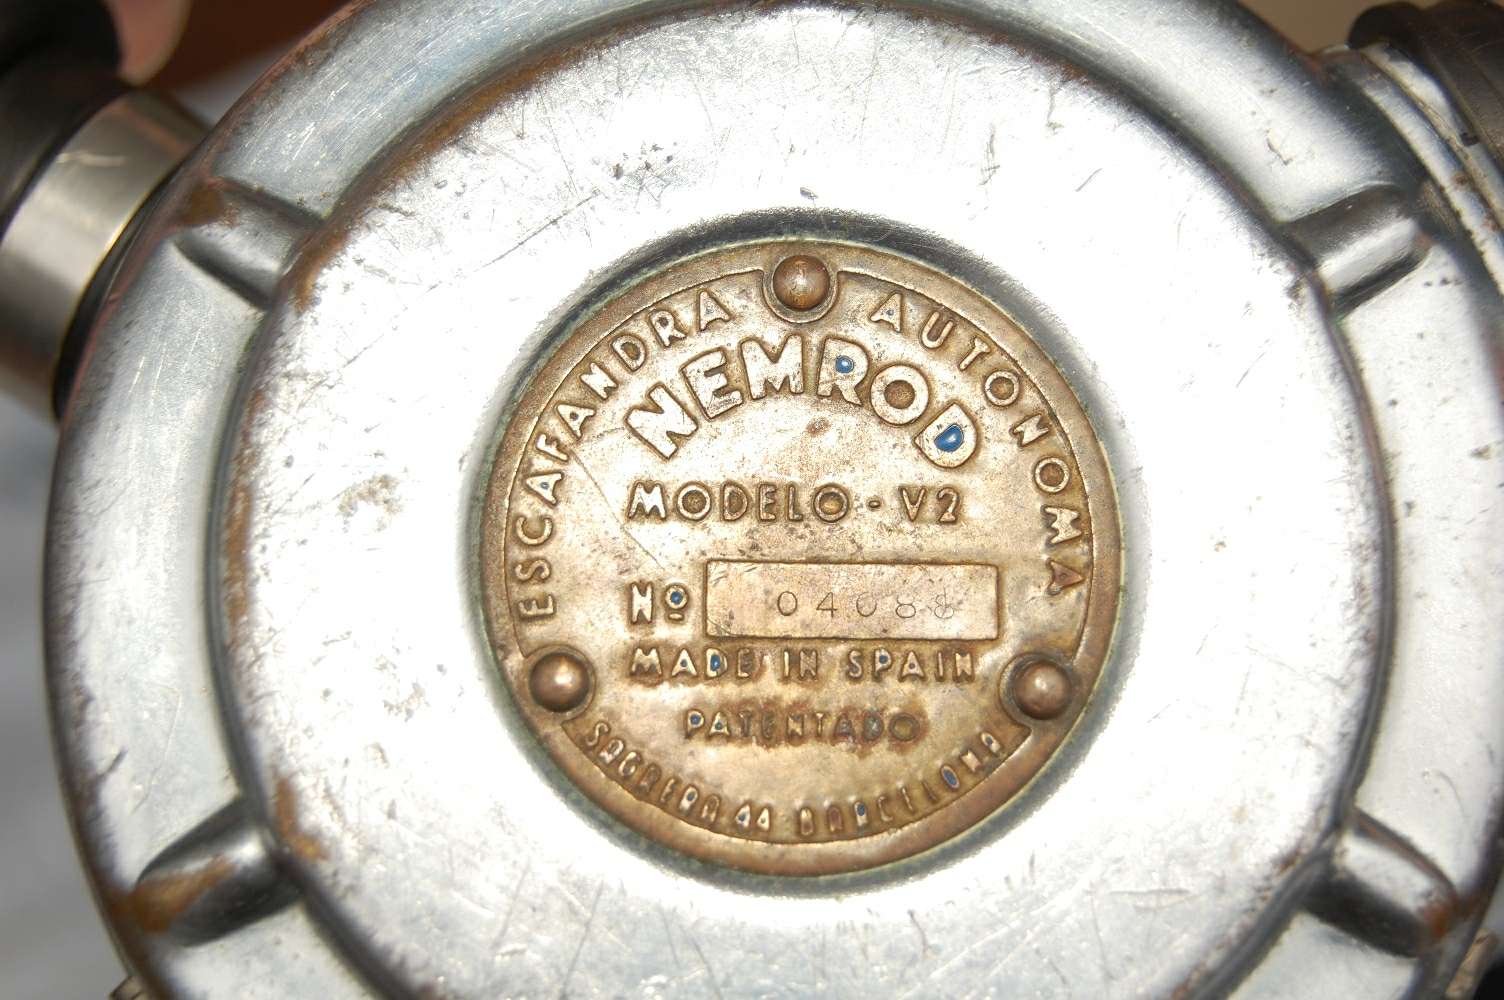 ESCAFANDRA AUTONOMA
NEMROD
MODELO - V2
Nº 04088
MADE IN SPAIN
PATENTADO
SAGRERA 44 BARCELONA